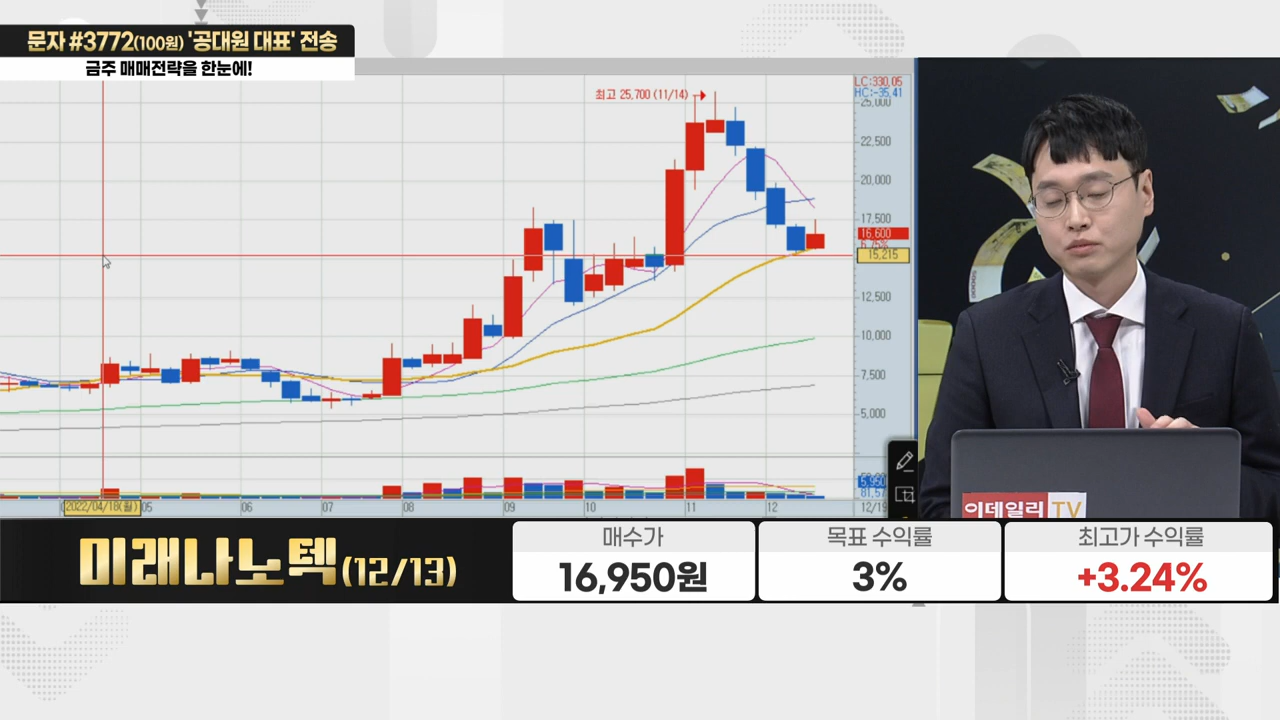 문자 #3772(100원) '공대원 대표' 전송
금주 매매전략을 한눈에!
LC:330.05
HC:-35.41
최고 25,700 (11/14)
25,000
22,500
20,000
17,500
16,600
6.75%
15,215
12,500
10,000
7,500
5,000
2022/04/18(월) 05 06 07 08 09 10 11 12 12/19
이데일리 TV
미래나노텍(12/13)
매수가
16,950원
목표 수익률
3%
최고가 수익률
+3.24%